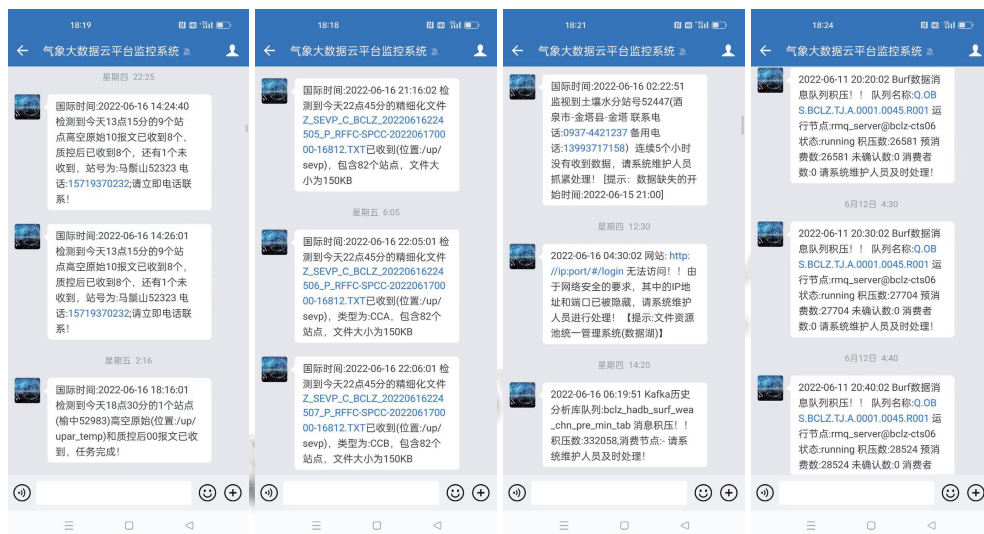 18:19
气象大数据云平台监控系统
星期四 22:25
国际时间:2022-06-16 14:24:40
检测到今天13点15分的9个站
点高空原始10报文已收到8个,
质控后已收到8个，还有1个未
收到，站号为:马鬃山52323 电
话:15719370232;请立即电话联
系！
国际时间:2022-06-16 14:26:01
检测到今天13点15分的9个站
点高空原始10报文已收到8个,
质控后已收到8个，还有1个未
收到，站号为:马鬃山52323 电
话:15719370232;请立即电话联
系！
星期五 2:16
国际时间:2022-06-16 18:16:01
检测到今天18点30分的1个站点
(榆中52983)高空原始(位置:/up/
upar_temp)和质控后00报文已收
到，任务完成！
18:18
气象大数据云平台监控系统
国际时间:2022-06-16 21:16:02 检
测到今天22点45分的精细化文件
Z_SEVP_C_BCLZ_20220616224
505_P_RFFC-SPCC-202206170
00-16812.TXT已收到(位置:/up/
sevp)，包含82个站点，文件大
小为150KB
星期五 6:05
国际时间:2022-06-16 22:05:01 检
测到今天22点45分的精细化文件
Z_SEVP_C_BCLZ_20220616224
506_P_RFFC-SPCC-202206170
00-16812.TXT已收到(位置:/up/
sevp)，类型为:CCA，包含82个
站点，文件大小为150KB
国际时间:2022-06-16 22:06:01 检
测到今天22点45分的精细化文件
Z_SEVP_C_BCLZ_20220616224
507_P_RFFC-SPCC-202206170
00-16812.TXT已收到(位置:/up/
sevp)，类型为:CCB，包含82个
站点，文件大小为150KB
18:21
气象大数据云平台监控系统
国际时间:2022-06-16 02:22:51
监视到土壤水分站号52447(酒
泉市-金塔县-金塔 联系电
话:0937-4421237 备用电
话:13993717158）连续5个小时
没有收到数据，请系统维护人员
抓紧处理！[提示：数据缺失的开
始时间:2022-06-15 21:00]
星期四 12:30
2022-06-16 04:30:02 网站: http:
//ip:port/#/login 无法访问！！由
于网络安全的要求，其中的IP地
址和端口已被隐藏，请系统维护
人员进行处理！【提示:文件资源
池统一管理系统(数据湖)】
星期四 14:20
2022-06-16 06:19:51 Kafka历史
分析库队列:bclz_hadb_surf_wea
_chn_pre_min_tab 消息积压！！
积压数:332058,消费节点:- 请系
统维护人员及时处理！
18:24
气象大数据云平台监控系统
2022-06-11 20:20:02 Burf数据消
息队列积压！！ 队列名称:Q.OB
S.BCLZ.TJ.A.0001.0045.R001 运
行节点:rmq_server@bclz-cts06
状态:running 积压数:26581 预消
费数:26581 未确认数:0 消费者
数:0 请系统维护人员及时处理！
6月12日 4:30
2022-06-11 20:30:02 Burf数据消
息队列积压！！ 队列名称:Q.OB
S.BCLZ.TJ.A.0001.0045.R001 运
行节点:rmq_server@bclz-cts06
状态:running 积压数:27704 预消
费数:27704 未确认数:0 消费者
数:0 请系统维护人员及时处理！
6月12日 4:40
2022-06-11 20:40:02 Burf数据消
息队列积压！！ 队列名称:Q.OB
S.BCLZ.TJ.A.0001.0045.R001 运
行节点:rmq_server@bclz-cts06
状态:running 积压数:28524 预消
费数:28524 未确认数:0 消费者